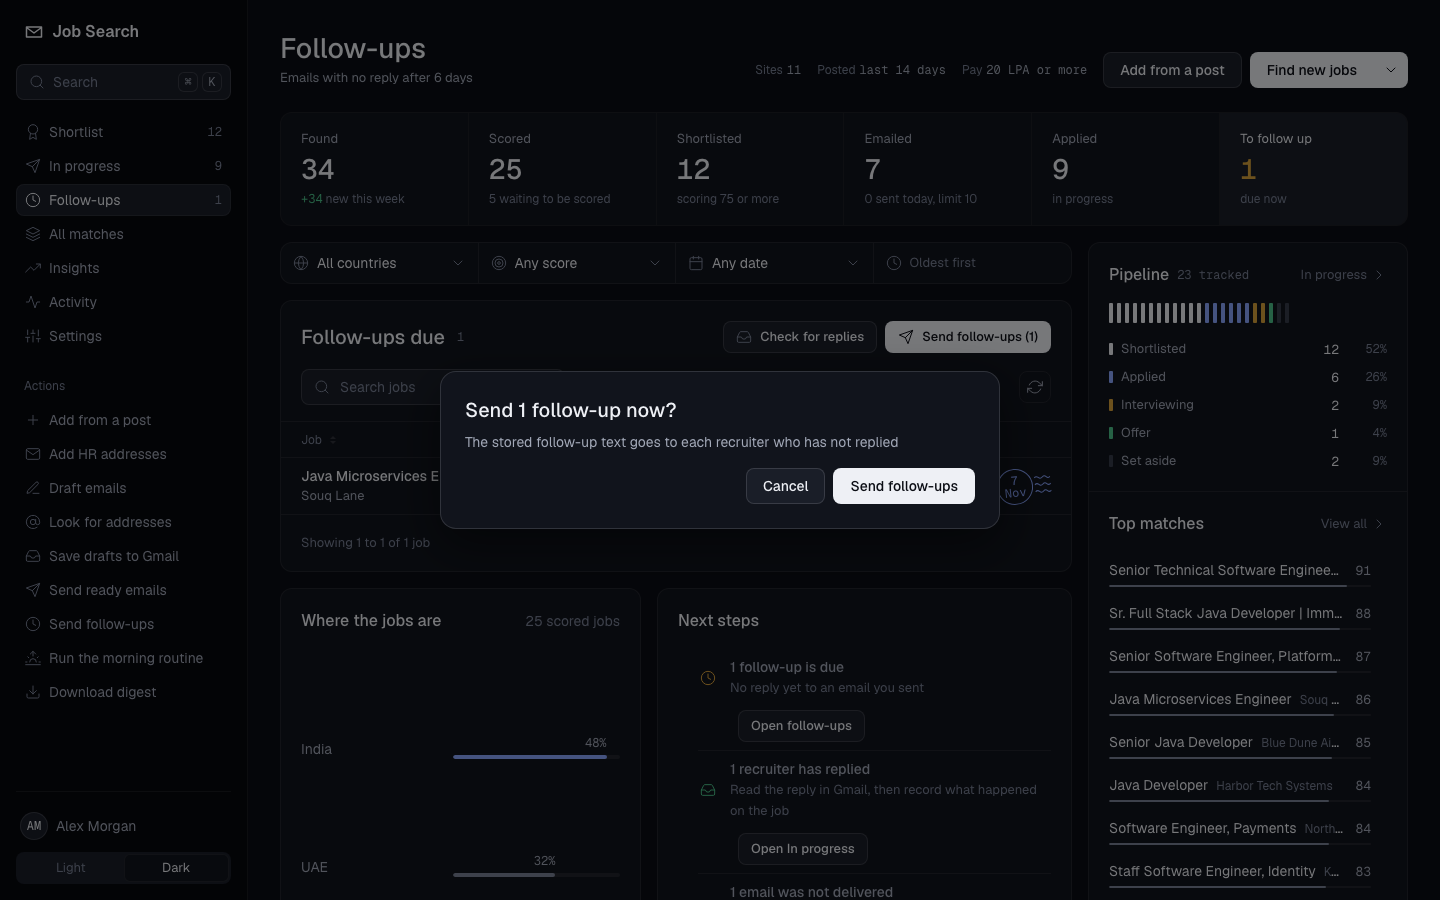 Job Search
Search ⌘ K
Shortlist 12
In progress 9
Follow-ups 1
All matches
Insights
Activity
Settings
Actions
Add from a post
Add HR addresses
Draft emails
Look for addresses
Save drafts to Gmail
Send ready emails
Send follow-ups
Run the morning routine
Download digest
AM Alex Morgan
Light Dark
Follow-ups
Emails with no reply after 6 days
Sites 11 Posted last 14 days Pay 20 LPA or more
Add from a post
Find new jobs
Found
34
+34 new this week
Scored
25
5 waiting to be scored
Shortlisted
12
scoring 75 or more
Emailed
7
0 sent today, limit 10
Applied
9
in progress
To follow up
1
due now
All countries
Any score
Any date
Oldest first
Follow-ups due 1
Check for replies
Send follow-ups (1)
Search jobs
Job
Java Microservices E
Souq Lane
7
Nov
Showing 1 to 1 of 1 job
Send 1 follow-up now?
The stored follow-up text goes to each recruiter who has not replied
Cancel
Send follow-ups
Where the jobs are 25 scored jobs
India 48%
UAE 32%
Next steps
1 follow-up is due
No reply yet to an email you sent
Open follow-ups
1 recruiter has replied
Read the reply in Gmail, then record what happened
on the job
Open In progress
1 email was not delivered
Pipeline 23 tracked In progress
Shortlisted 12 52%
Applied 6 26%
Interviewing 2 9%
Offer 1 4%
Set aside 2 9%
Top matches View all
Senior Technical Software Enginee... 91
Sr. Full Stack Java Developer | Imm... 88
Senior Software Engineer, Platform... 87
Java Microservices Engineer Souq ... 86
Senior Java Developer Blue Dune Ai... 85
Java Developer Harbor Tech Systems 84
Software Engineer, Payments North... 84
Staff Software Engineer, Identity K... 83